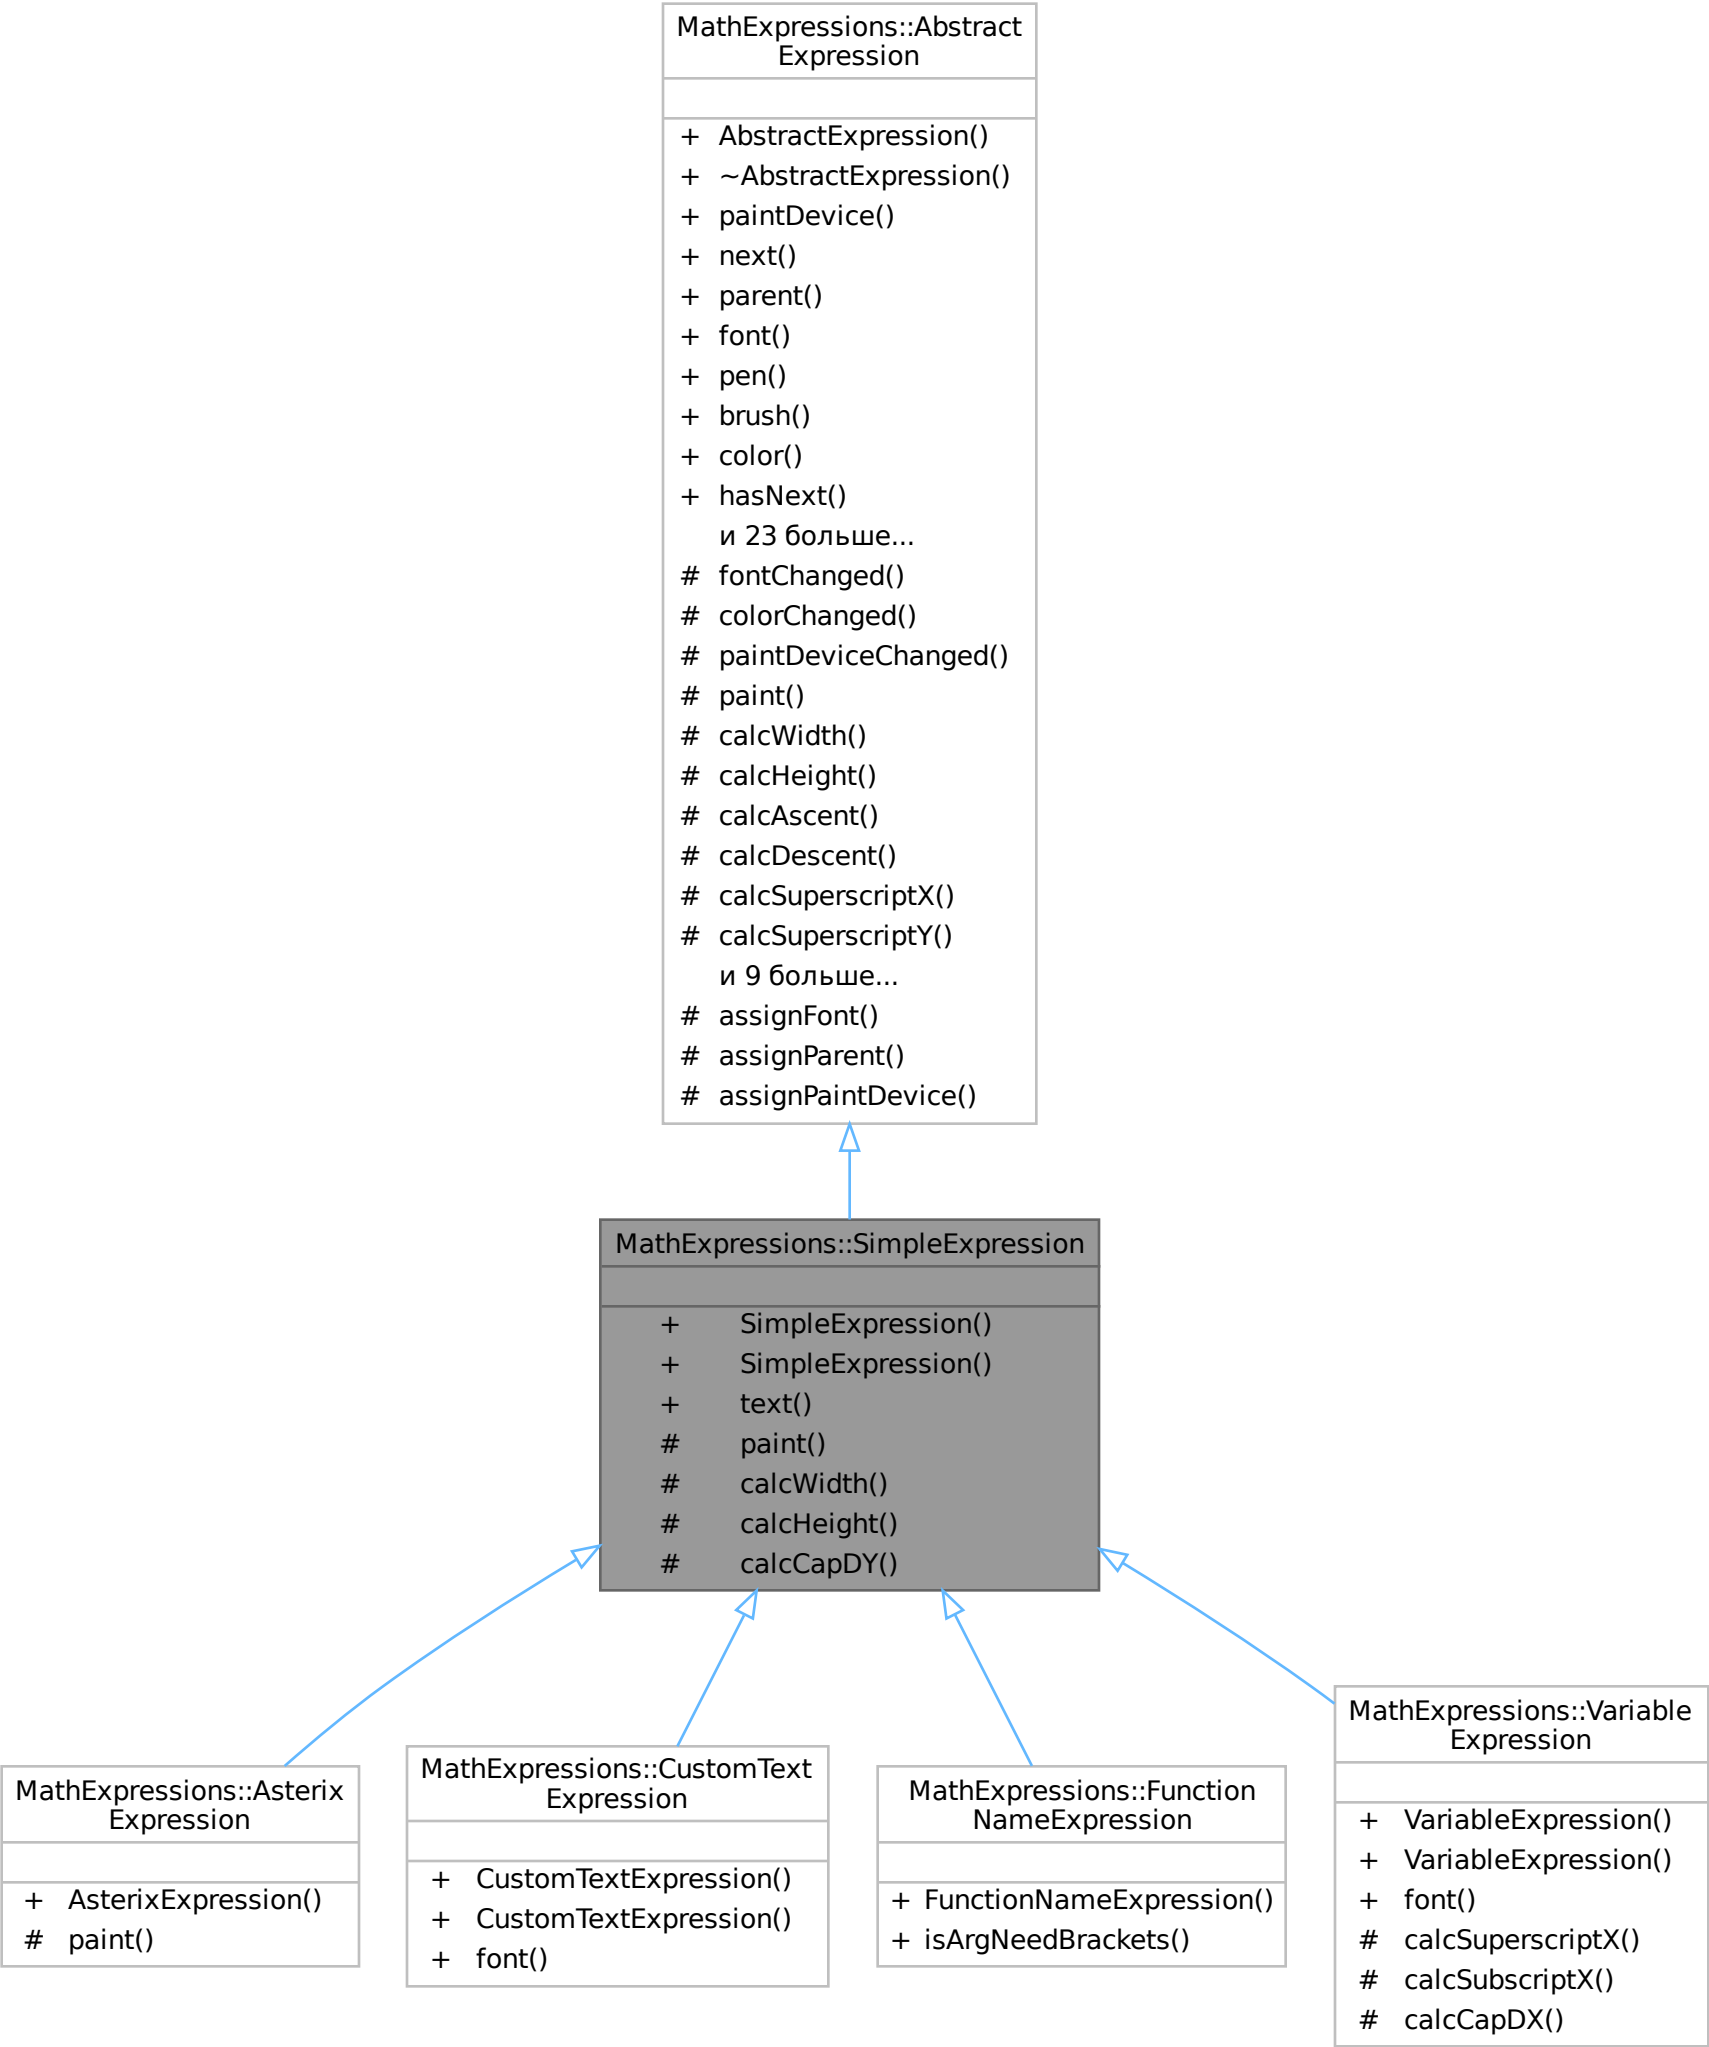 MathExpressions::Abstract
Expression
+ AbstractExpression()
+ ~AbstractExpression()
+ paintDevice()
+ next()
+ parent()
+ font()
+ pen()
+ brush()
+ color()
+ hasNext()
и 23 больше...
# fontChanged()
# colorChanged()
# paintDeviceChanged()
# paint()
# calcWidth()
# calcHeight()
# calcAscent()
# calcDescent()
# calcSuperscriptX()
# calcSuperscriptY()
и 9 больше...
# assignFont()
# assignParent()
# assignPaintDevice()
MathExpressions::SimpleExpression
+ SimpleExpression()
+ SimpleExpression()
+ text()
# paint()
# calcWidth()
# calcHeight()
# calcCapDY()
MathExpressions::Asterix
Expression
+ AsterixExpression()
# paint()
MathExpressions::CustomText
Expression
+ CustomTextExpression()
+ CustomTextExpression()
+ font()
MathExpressions::Function
NameExpression
+ FunctionNameExpression()
+ isArgNeedBrackets()
MathExpressions::Variable
Expression
+ VariableExpression()
+ VariableExpression()
+ font()
# calcSuperscriptX()
# calcSubscriptX()
# calcCapDX()